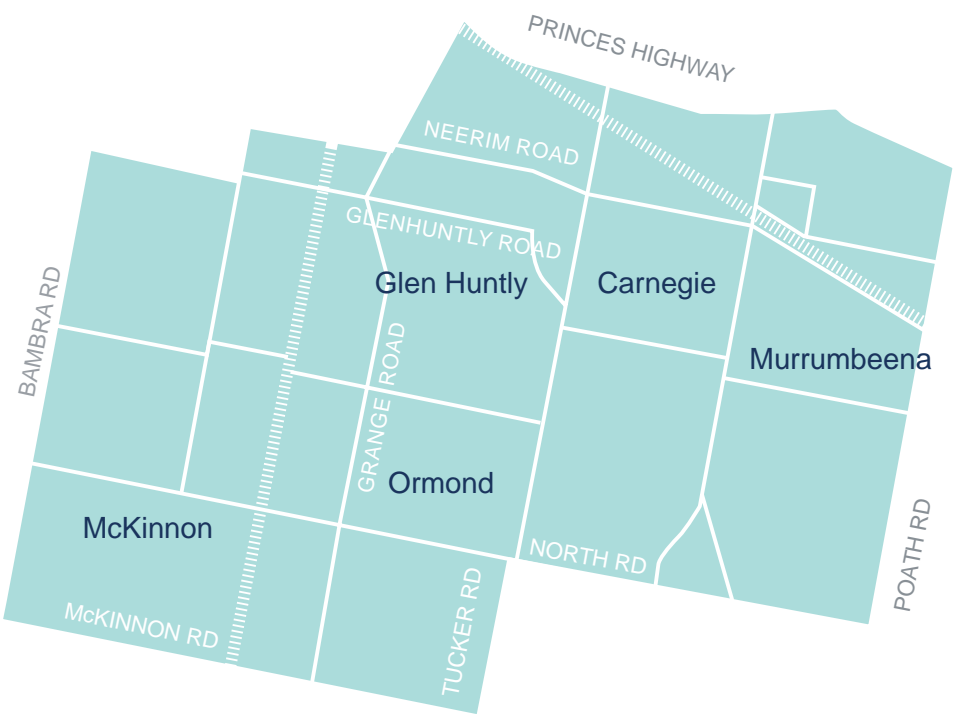 PRINCES HIGHWAY
NEERIM ROAD
GLENHUNTLY ROAD
BAMBRA RD
Glen Huntly
Carnegie
GRANGE ROAD
Murrumbeena
Ormond
McKinnon
NORTH RD
POATH RD
McKINNON RD
TUCKER RD